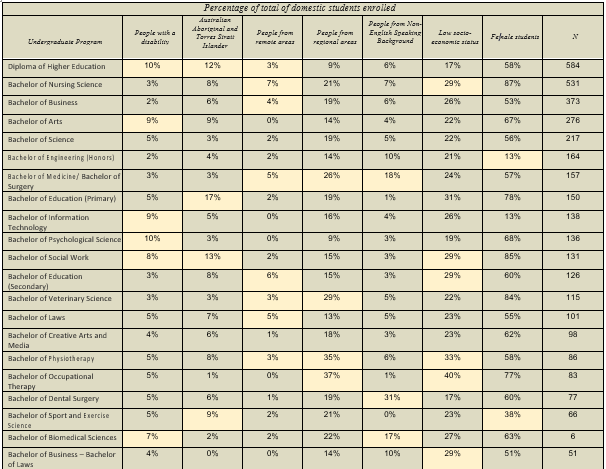 Percentage of total of domestic students enrolled
Undergraduate Program People with a disability Australian Aboriginal and Torres Strait Islander People from remote areas People from regional areas People from Non-English Speaking Background Low socio-economic status Female students N
Diploma of Higher Education 10% 12% 3% 9% 6% 17% 58% 584
Bachelor of Nursing Science 3% 8% 7% 21% 7% 29% 87% 530
Bachelor of Business 2% 6% 4% 19% 6% 26% 53% 373
Bachelor of Arts 9% 9% 0% 14% 4% 22% 67% 276
Bachelor of Science 5% 3% 2% 19% 5% 22% 56% 217
Bachelor of Engineering (Honors) 2% 4% 2% 14% 10% 21% 13% 164
Bachelor of Medicine/ Bachelor of Surgery 3% 3% 5% 26% 18% 24% 57% 157
Bachelor of Education (Primary) 5% 17% 2% 19% 1% 31% 78% 150
Bachelor of Information Technology 9% 5% 0% 16% 4% 26% 13% 138
Bachelor of Psychological Science 10% 3% 0% 9% 3% 19% 68% 136
Bachelor of Social Work 8% 13% 2% 15% 3% 29% 85% 131
Bachelor of Education (Secondary) 3% 8% 6% 15% 3% 29% 60% 126
Bachelor of Veterinary Science 3% 3% 3% 29% 5% 22% 84% 115
Bachelor of Laws 5% 7% 5% 13% 5% 23% 55% 101
Bachelor of Creative Arts and Media 4% 6% 1% 18% 3% 23% 62% 98
Bachelor of Physiotherapy 5% 8% 3% 35% 6% 33% 58% 86
Bachelor of Occupational Therapy 5% 1% 0% 37% 1% 40% 77% 83
Bachelor of Dental Surgery 5% 6% 1% 19% 31% 17% 60% 77
Bachelor of Sport and Exercise Science 5% 9% 2% 21% 0% 23% 38% 66
Bachelor of Biomedical Sciences 7% 2% 2% 22% 17% 27% 63% 6
Bachelor of Business – Bachelor of Laws 4% 0% 0% 14% 10% 29% 51% 51